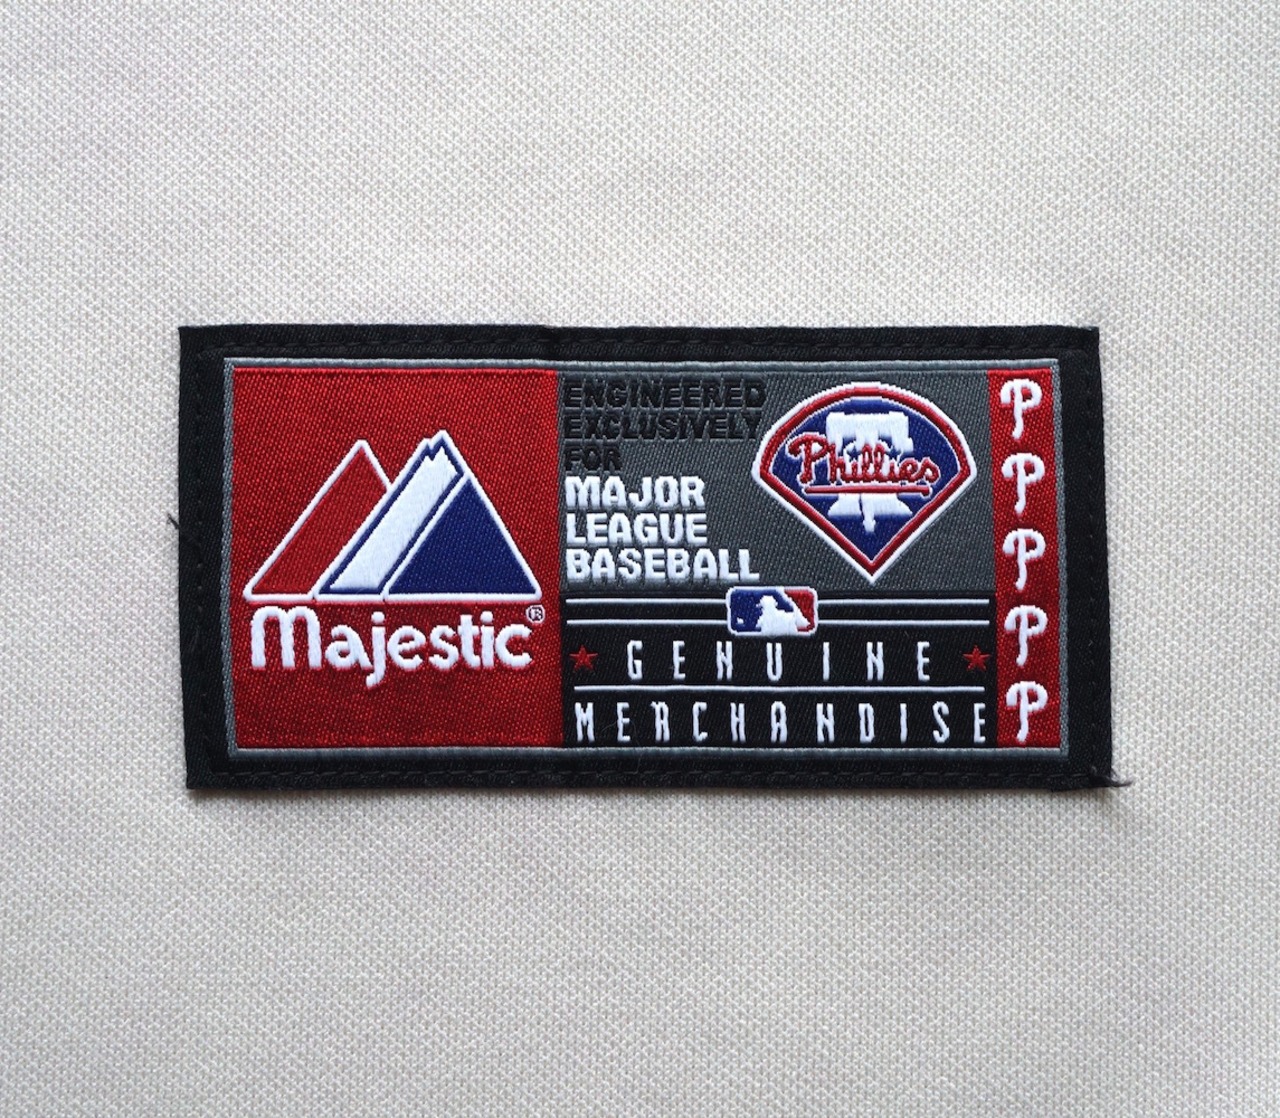 Majestic®
ENGINEERED
EXCLUSIVELY
FOR
MAJOR
LEAGUE
BASEBALL
Phillies
GENUINE
MERCHANDISE
P
P
P
P
P